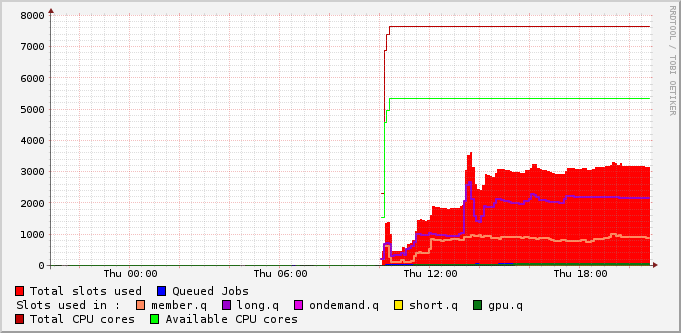 8000
7000
6000
5000
4000
3000
2000
1000
0
Thu 00:00 Thu 06:00 Thu 12:00 Thu 18:00
RRDTOOL / TOBI OETIKER
Total slots used Queued Jobs
Slots used in : member.q long.q ondemand.q short.q gpu.q
Total CPU cores Available CPU cores